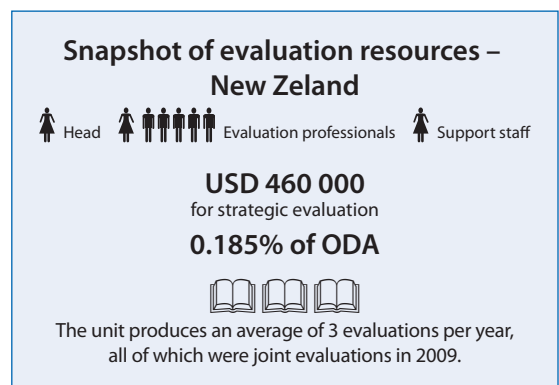 Snapshot of evaluation resources –
New Zeland
Head Evaluation professionals Support staff
USD 460 000
for strategic evaluation
0.185% of ODA
The unit produces an average of 3 evaluations per year,
all of which were joint evaluations in 2009.